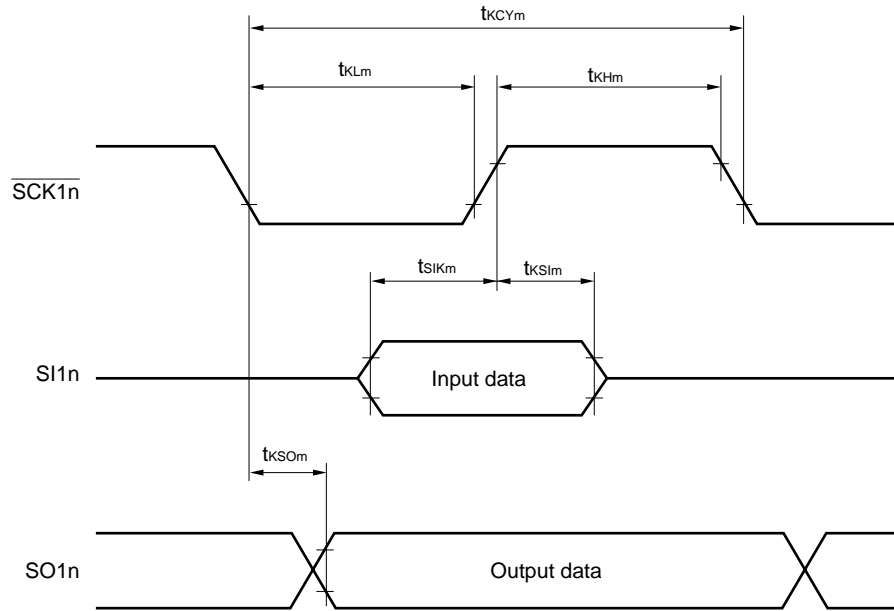 tKCYm
tKLm
tKHm
SCK1n
tSIKm
tKSIm
SI1n
Input data
tKSOm
SO1n
Output data